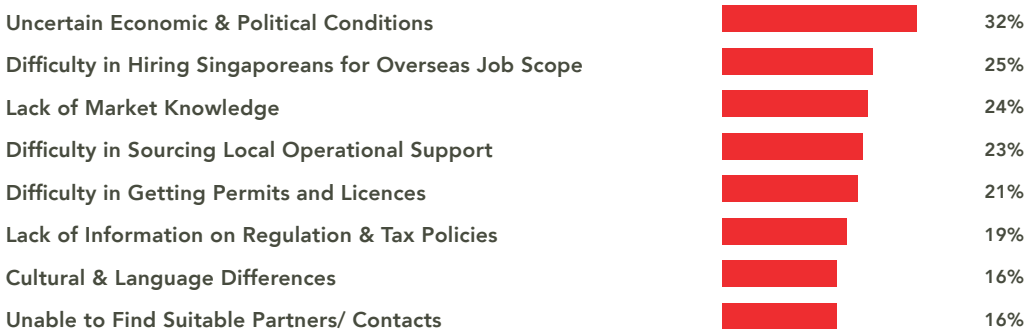 Uncertain Economic & Political Conditions 32%
Difficulty in Hiring Singaporeans for Overseas Job Scope 25%
Lack of Market Knowledge 24%
Difficulty in Sourcing Local Operational Support 23%
Difficulty in Getting Permits and Licences 21%
Lack of Information on Regulation & Tax Policies 19%
Cultural & Language Differences 16%
Unable to Find Suitable Partners/ Contacts 16%